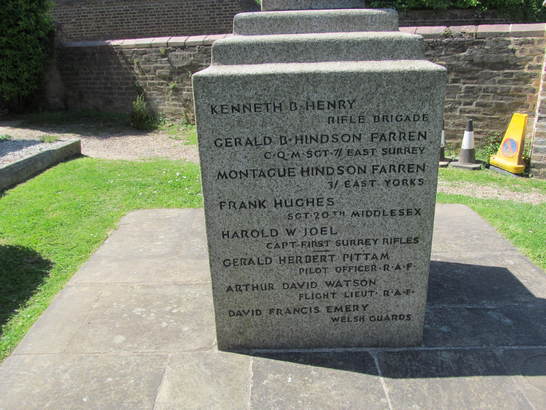 KENNETH B·HENRY
RIFLE BRIGADE
GERALD B·HINDSON FARREN
C·Q·M·SGT·7/ EAST SURREY
MONTAGUE HINDSON FARREN
3/ EAST YORKS
FRANK HUGHES
SGT·20TH MIDDLESEX
HAROLD W·JOEL
CAPT·FIRST SURREY RIFLES
GERALD HERBERT PITTAM
PILOT OFFICER·R·A·F·
ARTHUR DAVID WATSON
FLIGHT LIEUT·R·A·F·
DAVID FRANCIS EMERY
WELSH GUARDS